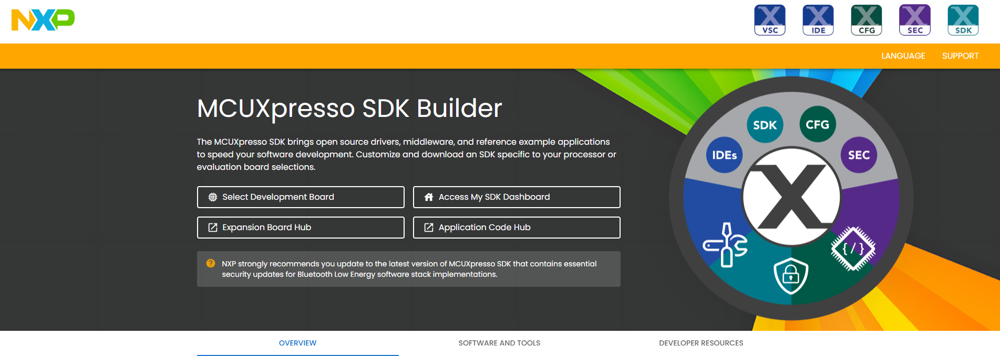 NXP
VSC
IDE
CFG
SEC
SDK
LANGUAGE
SUPPORT
MCUXpresso SDK Builder
The MCUXpresso SDK brings open source drivers, middleware, and reference example applications
to speed your software development. Customize and download an SDK specific to your processor or
evaluation board selections.
Select Development Board
Access My SDK Dashboard
Expansion Board Hub
Application Code Hub
NXP strongly recommends you update to the latest version of MCUXpresso SDK that contains essential
security updates for Bluetooth Low Energy software stack implementations.
SDK
CFG
IDEs
SEC
X
{/}
OVERVIEW
SOFTWARE AND TOOLS
DEVELOPER RESOURCES